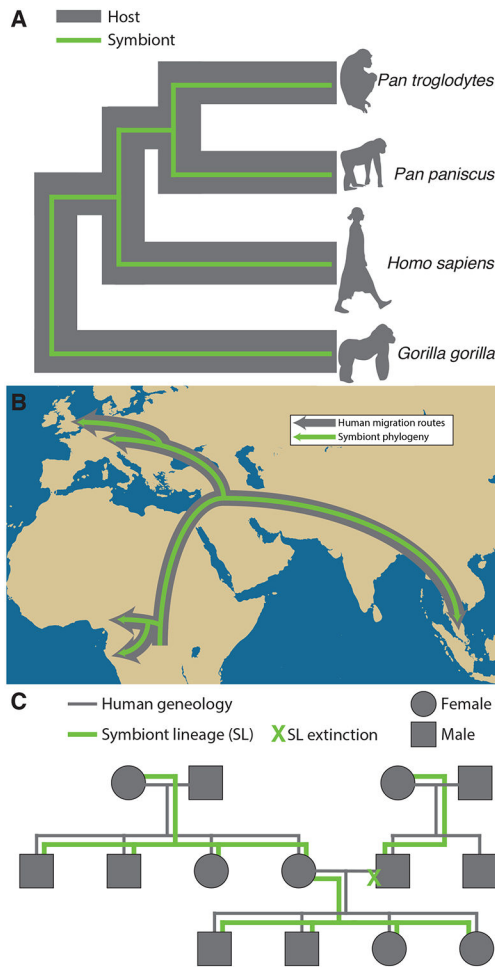 A
Host
Symbiont
Pan troglodytes
Pan paniscus
Homo sapiens
Gorilla gorilla
B
Human migration routes
Symbiont phylogeny
C
Human geneology
Female
Symbiont lineage (SL)
X SL extinction
Male
X